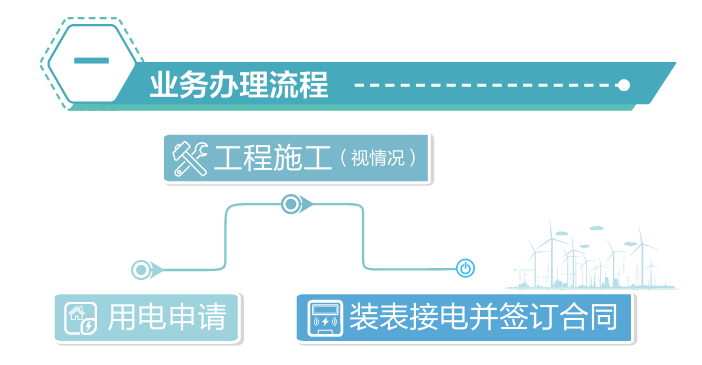 一
业务办理流程
工程施工（视情况）
用电申请
装表接电并签订合同